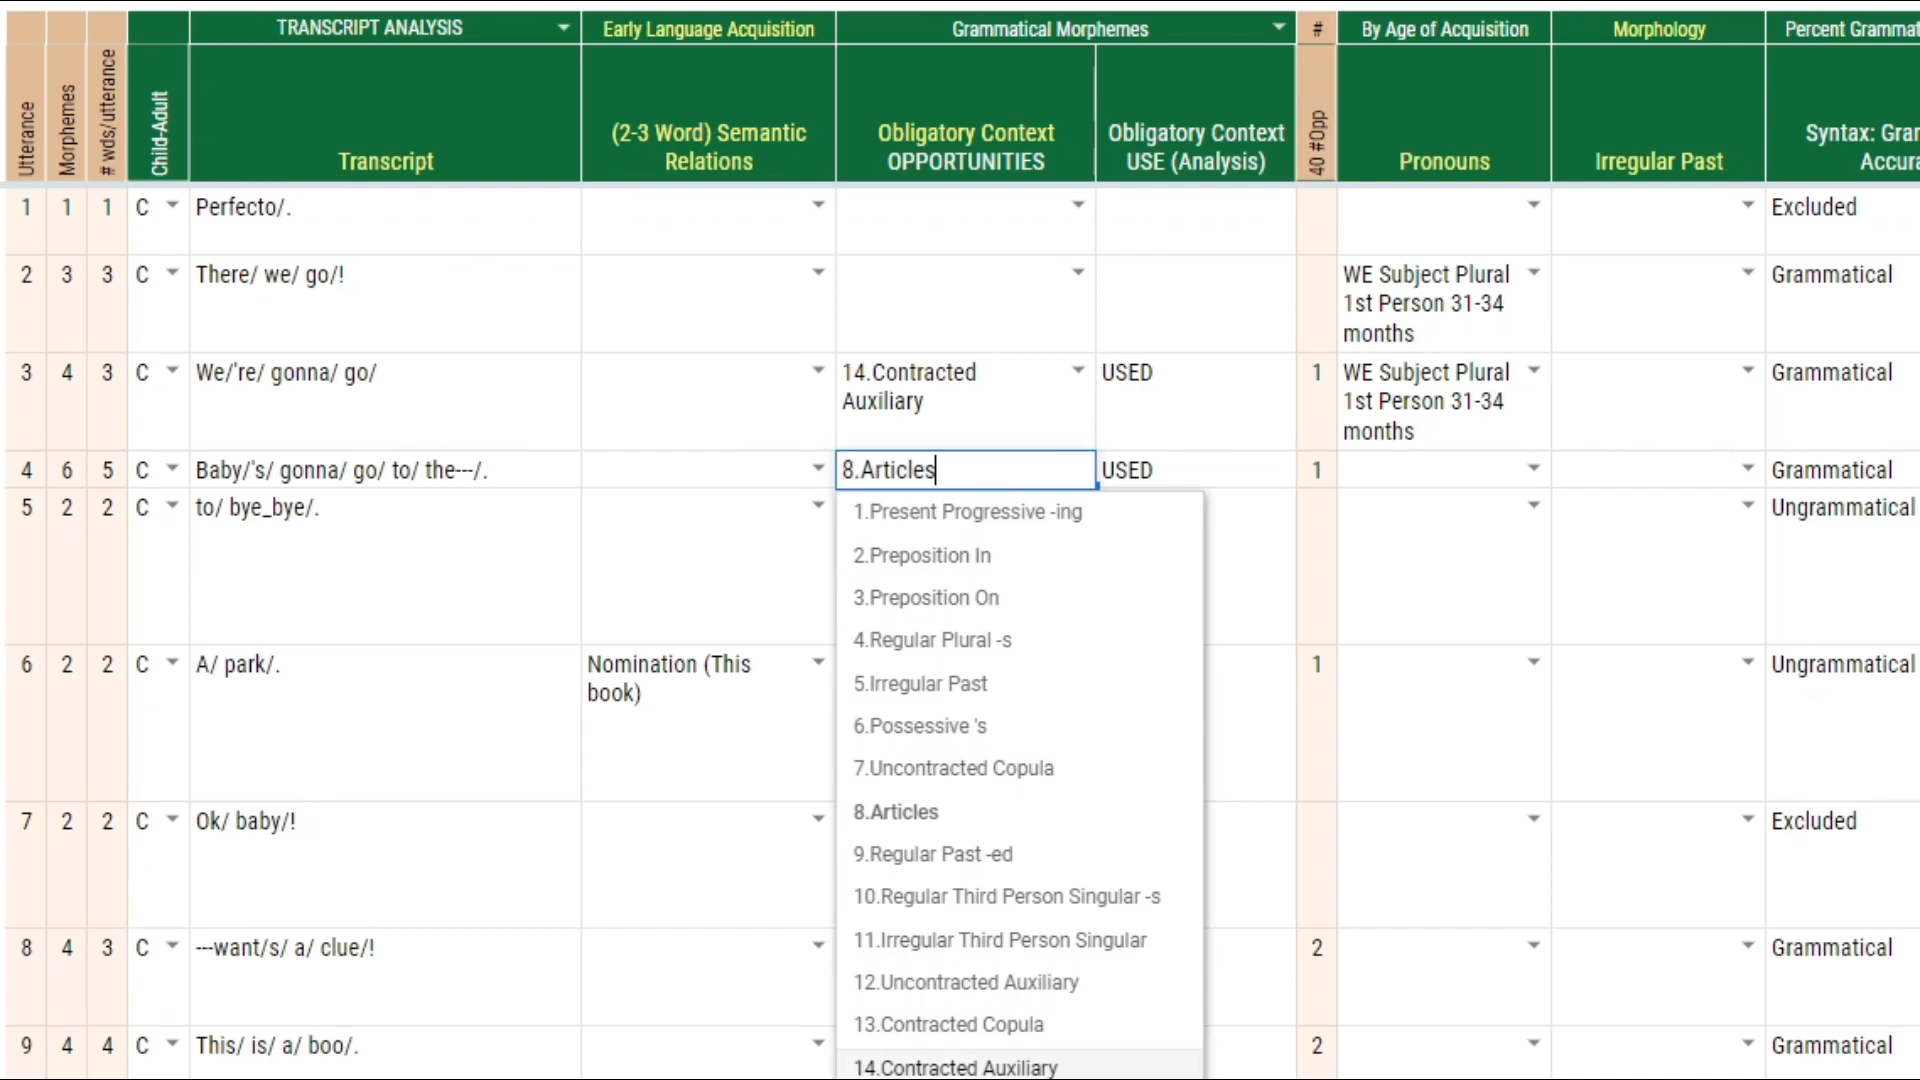 TRANSCRIPT ANALYSIS Early Language Acquisition Grammatical Morphemes # By Age of Acquisition Morphology Percent Grammat
Utterance Morphemes # wds/utterance Child-Adult Transcript (2-3 Word) Semantic Relations Obligatory Context OPPORTUNITIES Obligatory Context USE (Analysis) 40 #Opp Pronouns Irregular Past Syntax: Gran Accura
1 1 1 C Perfecto/. Excluded
2 3 3 C There/ we/ go/! WE Subject Plural Grammatical
1st Person 31-34
months
3 4 3 C We/'re/ gonna/ go/ 14.Contracted USED 1 WE Subject Plural Grammatical
Auxiliary 1st Person 31-34
months
4 6 5 C Baby/'s/ gonna/ go/ to/ the---/. 8.Articles USED 1 Grammatical
5 2 2 C to/ bye_bye/. Ungrammatical
1.Present Progressive -ing
2.Preposition In
3.Preposition On
4.Regular Plural -s
6 2 2 C A/ park/. Nomination (This 1 Ungrammatical
book)
5.Irregular Past
6.Possessive 's
7.Uncontracted Copula
8.Articles
7 2 2 C Ok/ baby/! Excluded
9.Regular Past -ed
10.Regular Third Person Singular -s
11.Irregular Third Person Singular
8 4 3 C ---want/s/ a/ clue/! 2 Grammatical
12.Uncontracted Auxiliary
13.Contracted Copula
9 4 4 C This/ is/ a/ boo/. 2 Grammatical
14.Contracted Auxiliary